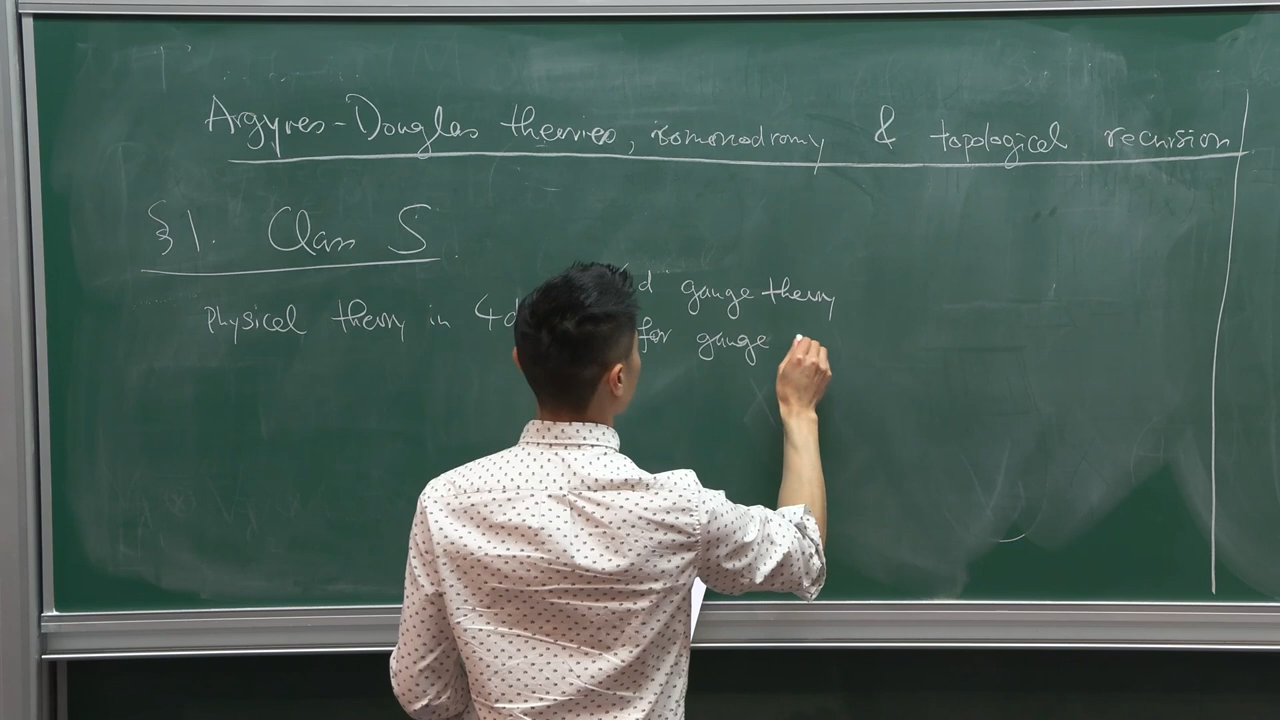 Argyres-Douglas theories, isomonodromy & topological recursion
§1. Class S
Physical theory in 4d
d gauge theory
for gauge